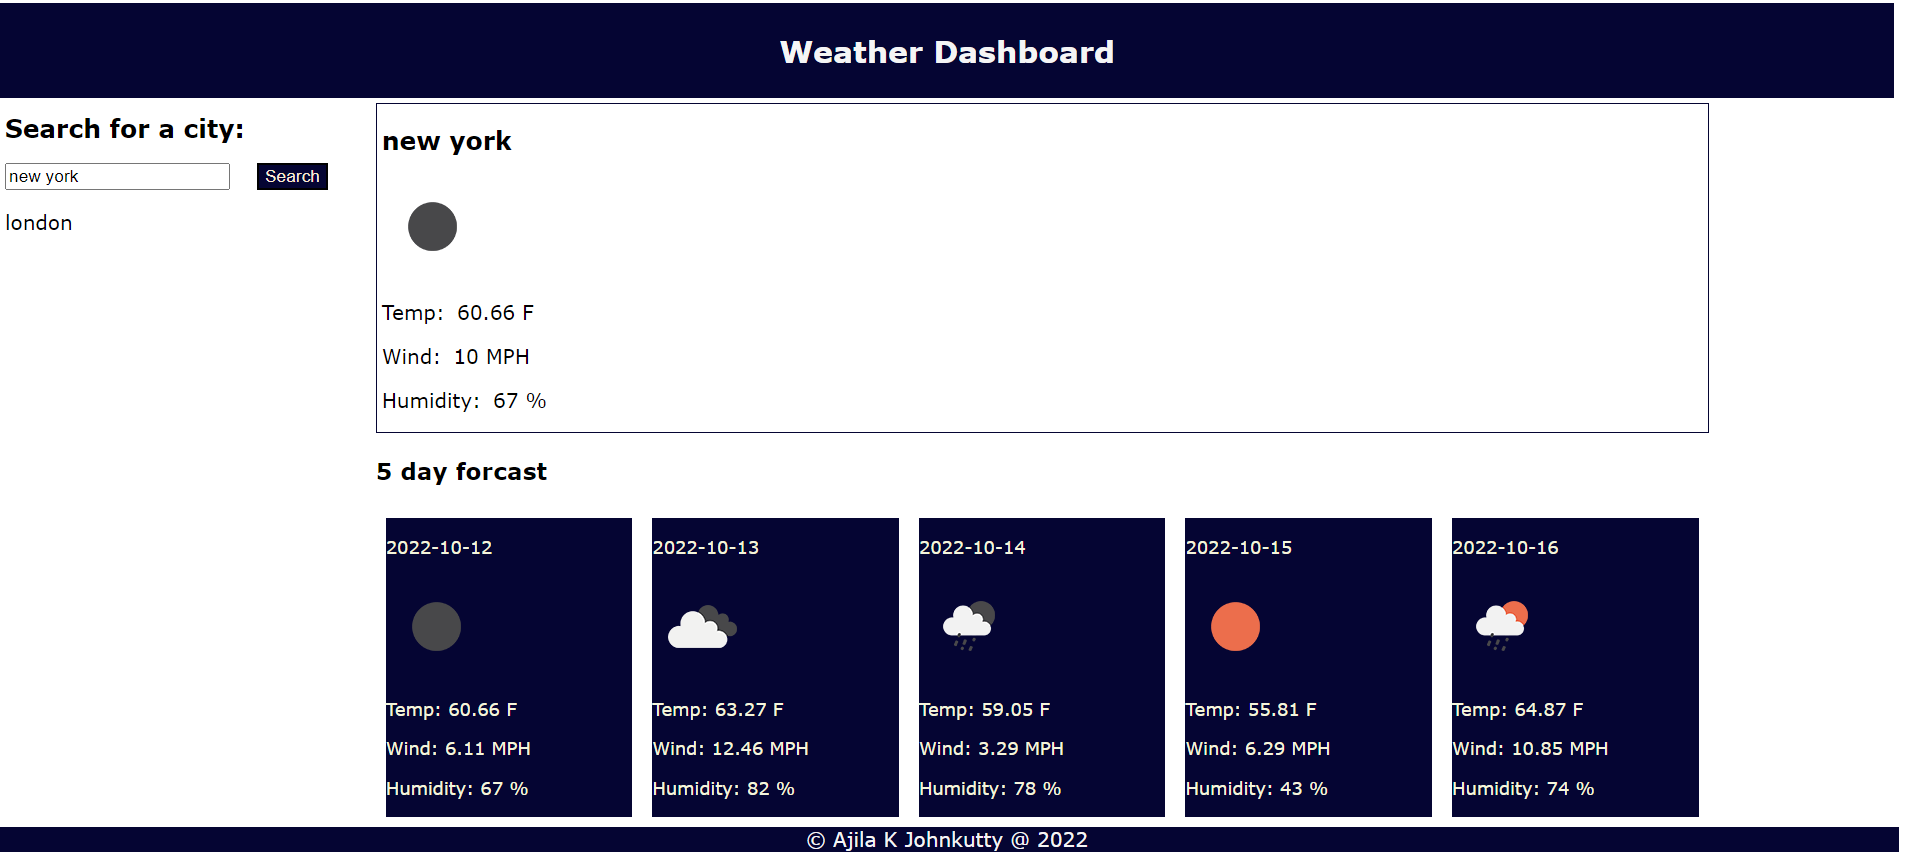 Weather Dashboard
Search for a city:
new york
Search
london
new york
Temp: 60.66 F
Wind: 10 MPH
Humidity: 67 %
5 day forcast
2022-10-12
Temp: 60.66 F
Wind: 6.11 MPH
Humidity: 67 %
2022-10-13
Temp: 63.27 F
Wind: 12.46 MPH
Humidity: 82 %
2022-10-14
Temp: 59.05 F
Wind: 3.29 MPH
Humidity: 78 %
2022-10-15
Temp: 55.81 F
Wind: 6.29 MPH
Humidity: 43 %
2022-10-16
Temp: 64.87 F
Wind: 10.85 MPH
Humidity: 74 %
© Ajila K Johnkutty @ 2022